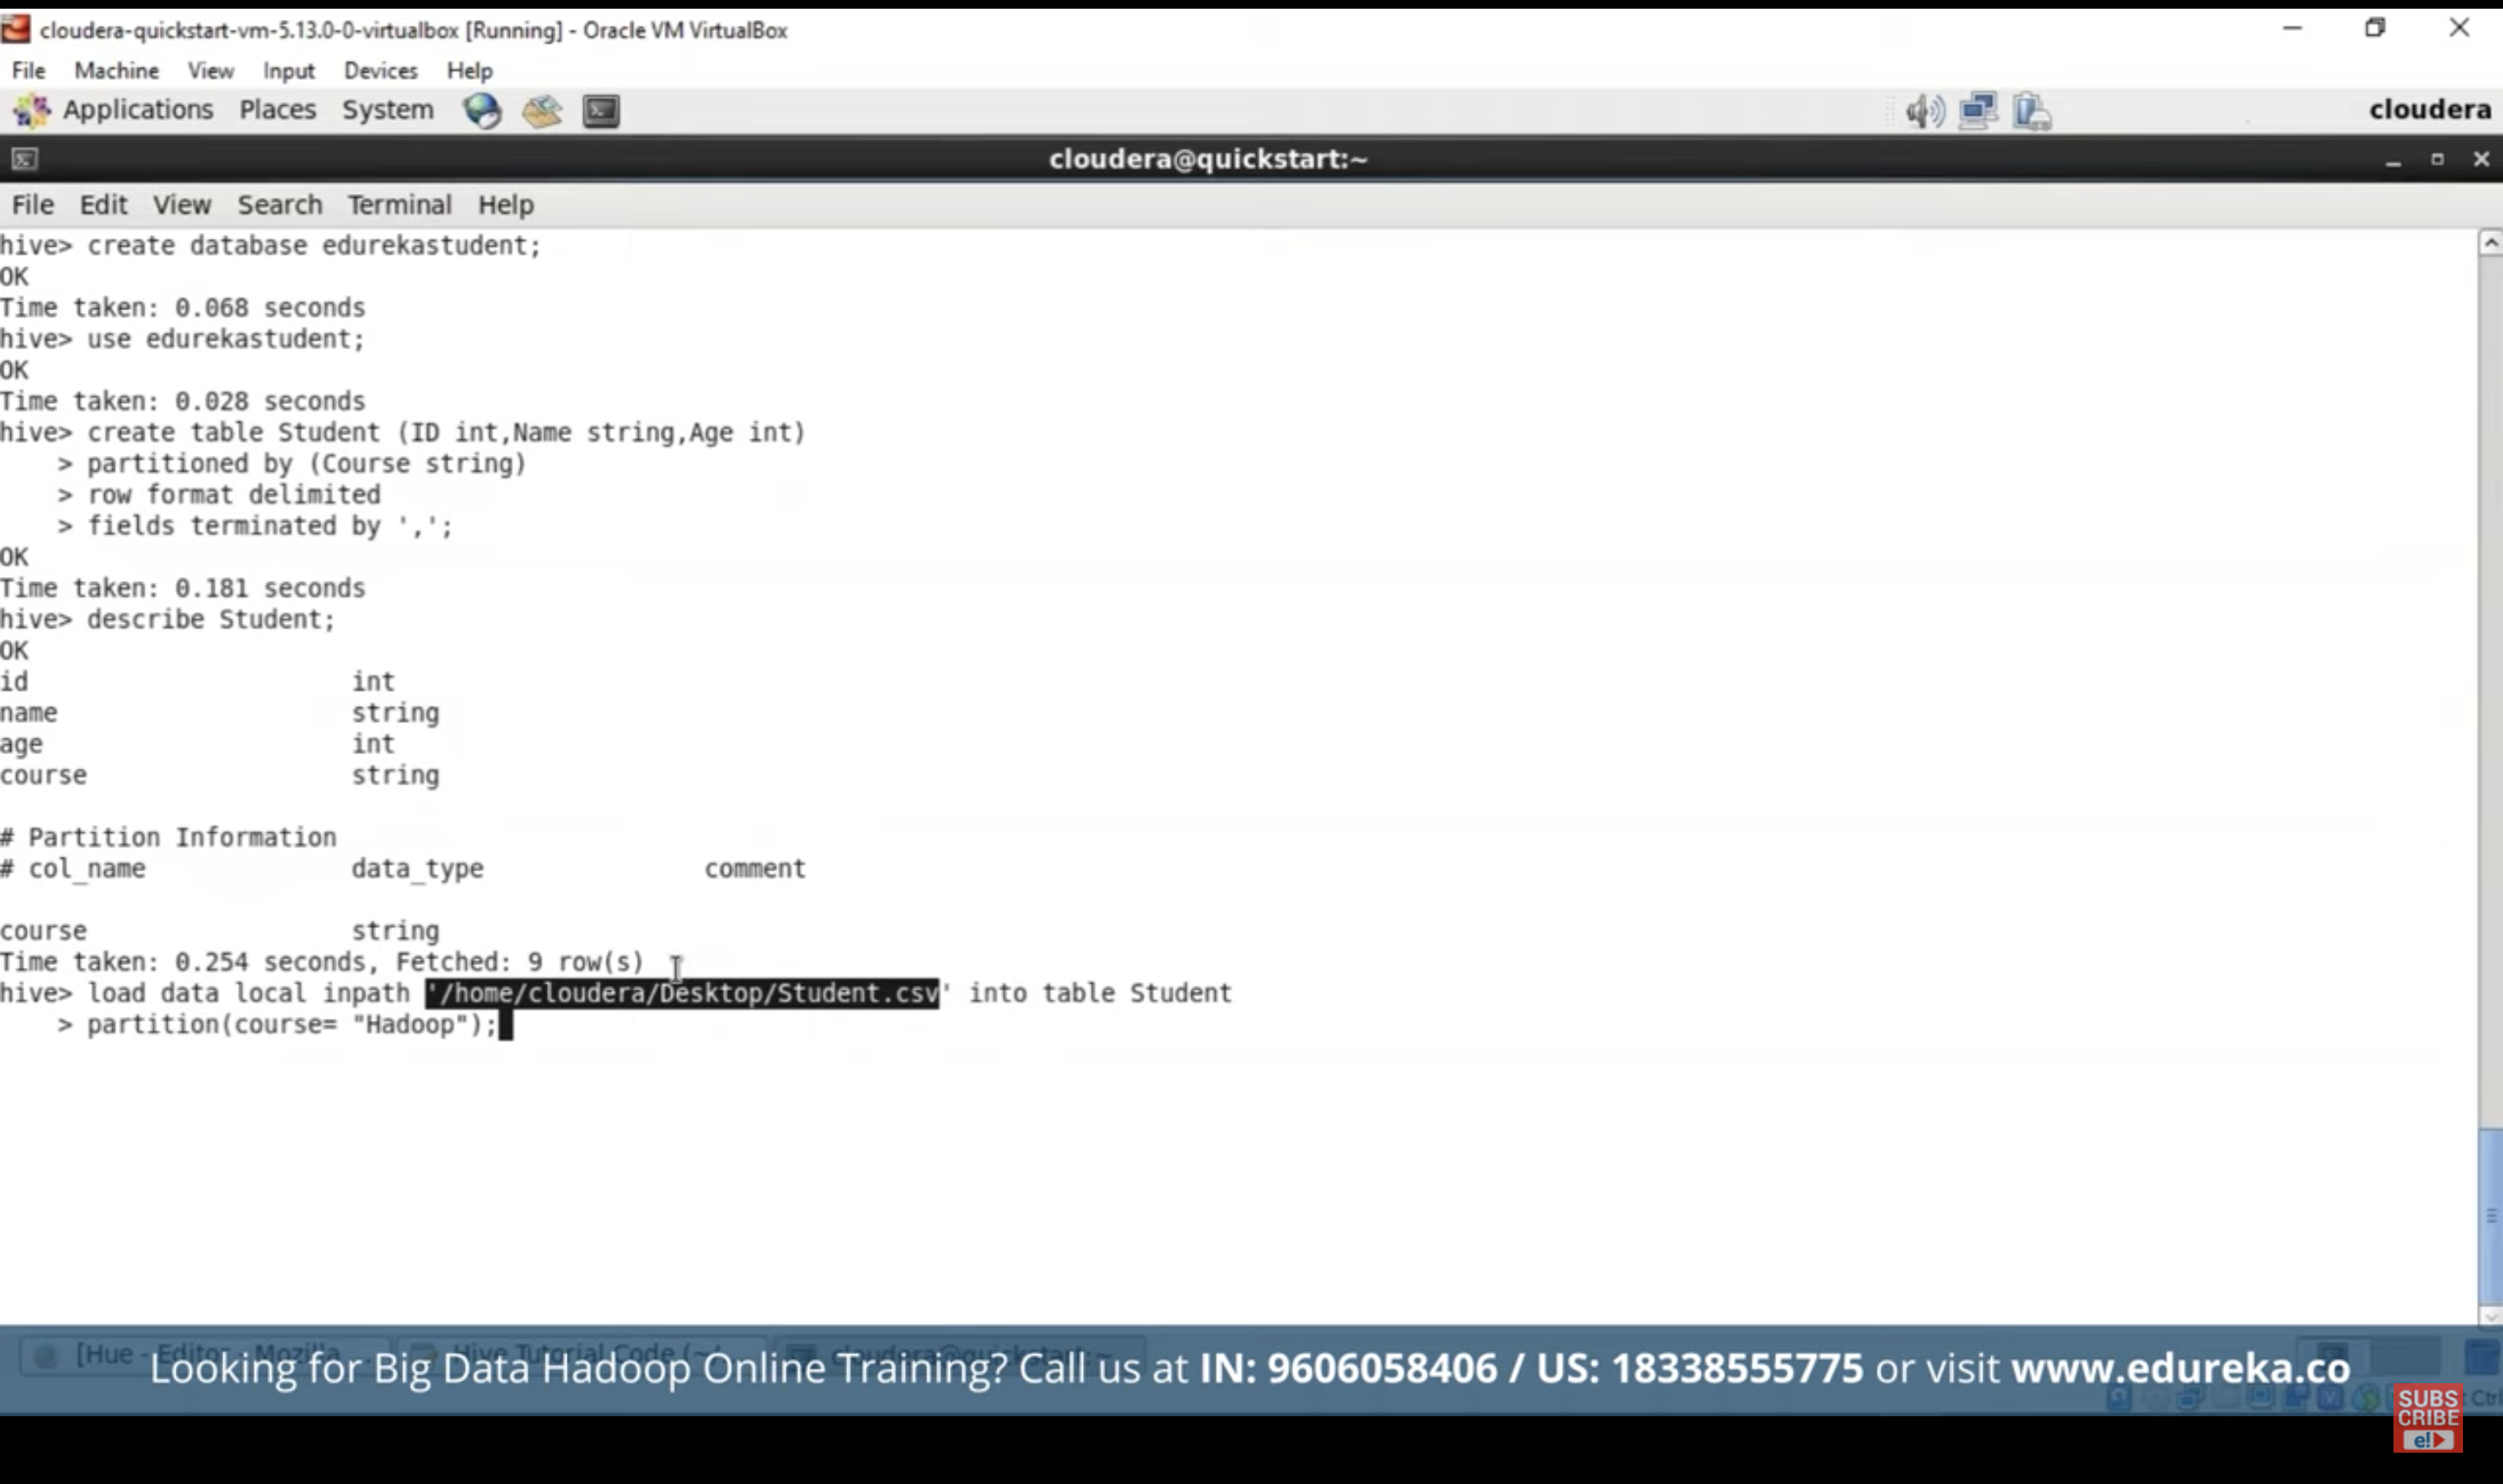 cloudera-quickstart-vm-5.13.0-0-virtualbox [Running] - Oracle VM VirtualBox
File Machine View Input Devices Help
Applications Places System cloudera
cloudera@quickstart:~
File Edit View Search Terminal Help
hive> create database edurekastudent;
OK
Time taken: 0.068 seconds
hive> use edurekastudent;
OK
Time taken: 0.028 seconds
hive> create table Student (ID int,Name string,Age int)
> partitioned by (Course string)
> row format delimited
> fields terminated by ',';
OK
Time taken: 0.181 seconds
hive> describe Student;
OK
id int
name string
age int
course string
# Partition Information
# col_name data_type comment
course string
Time taken: 0.254 seconds, Fetched: 9 row(s)
hive> load data local inpath '/home/cloudera/Desktop/Student.csv' into table Student
> partition(course= "Hadoop");
[Hue - Editor - Mozilla Hive Tutorial Code (~ cloudera@quickstart:~
Looking for Big Data Hadoop Online Training? Call us at IN: 9606058406 / US: 18338555775 or visit www.edureka.co
SUBS
CRIBE
e!
Ctrl